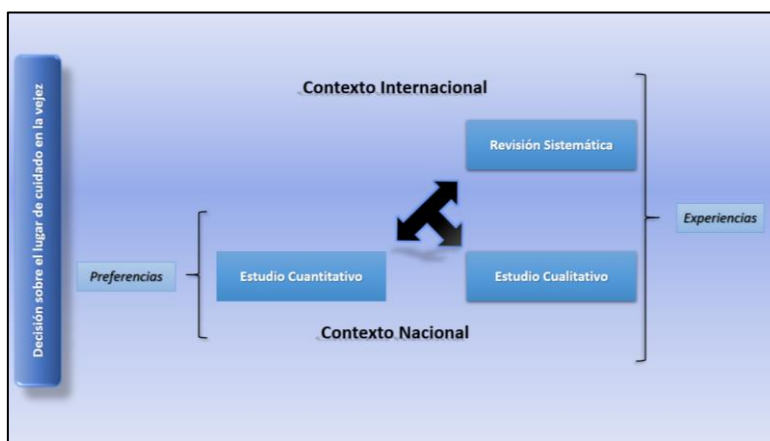 Decisión sobre el lugar de cuidado en la vejez
Contexto Internacional
Revisión Sistemática
Experiencias
Preferencias
Estudio Cuantitativo
Estudio Cualitativo
Contexto Nacional